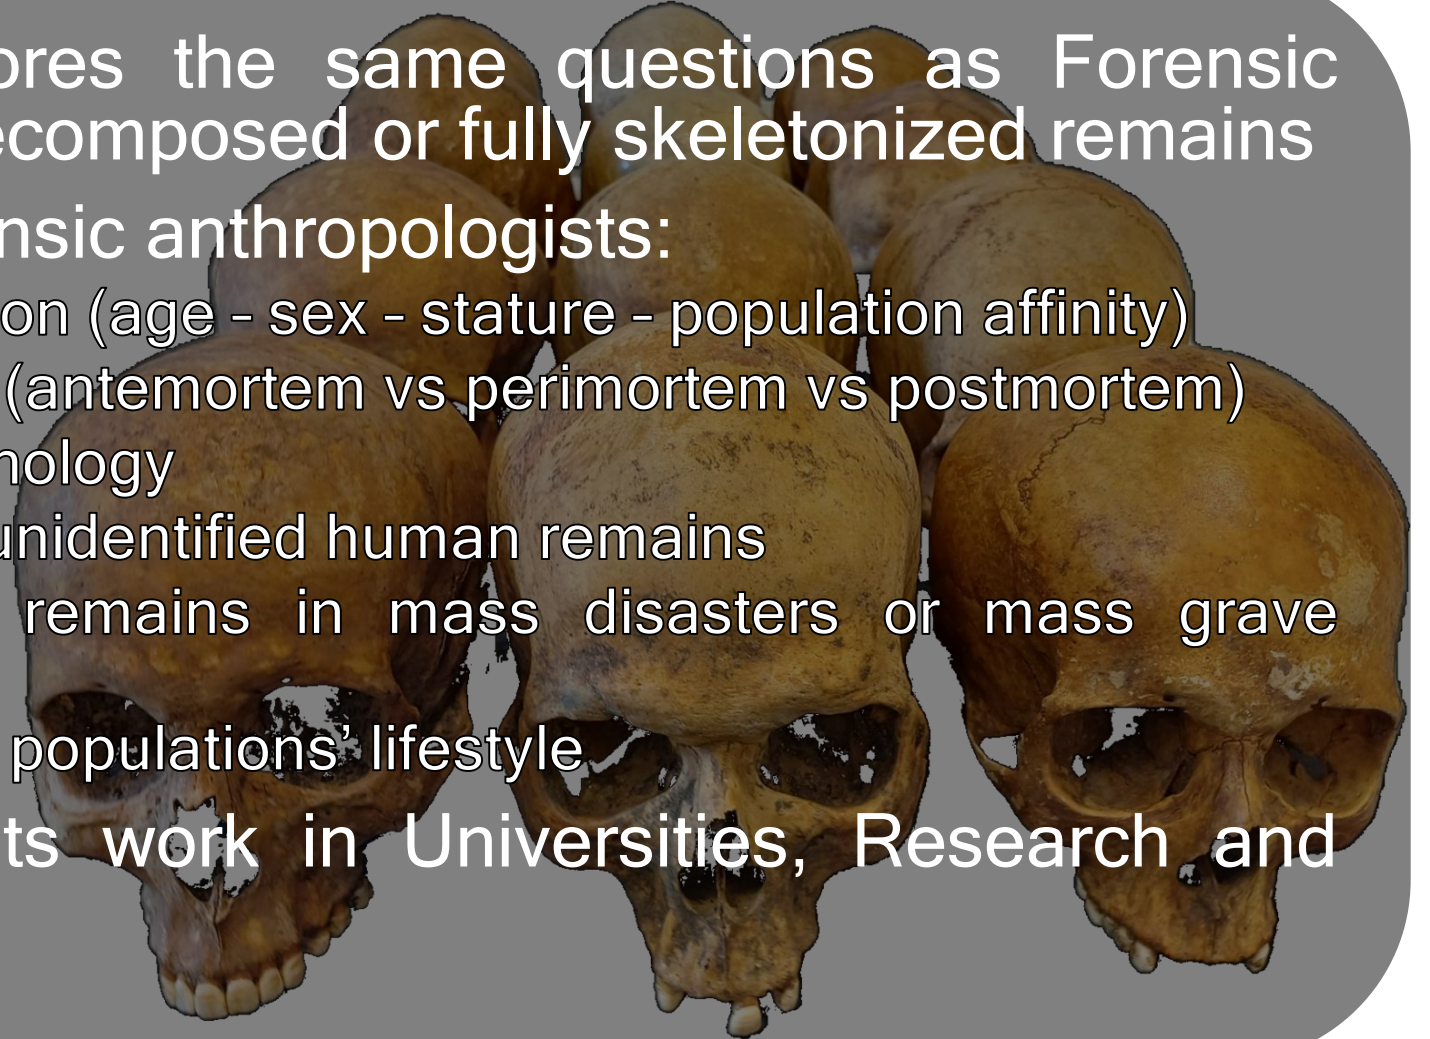 ores the same questions as Forensic
ecomposed or fully skeletonized remains
nsic anthropologists:
on (age - sex - stature - population affinity)
(antemortem vs perimortem vs postmortem)
nology
unidentified human remains
remains in mass disasters or mass grave
populations’ lifestyle
ts work in Universities, Research and